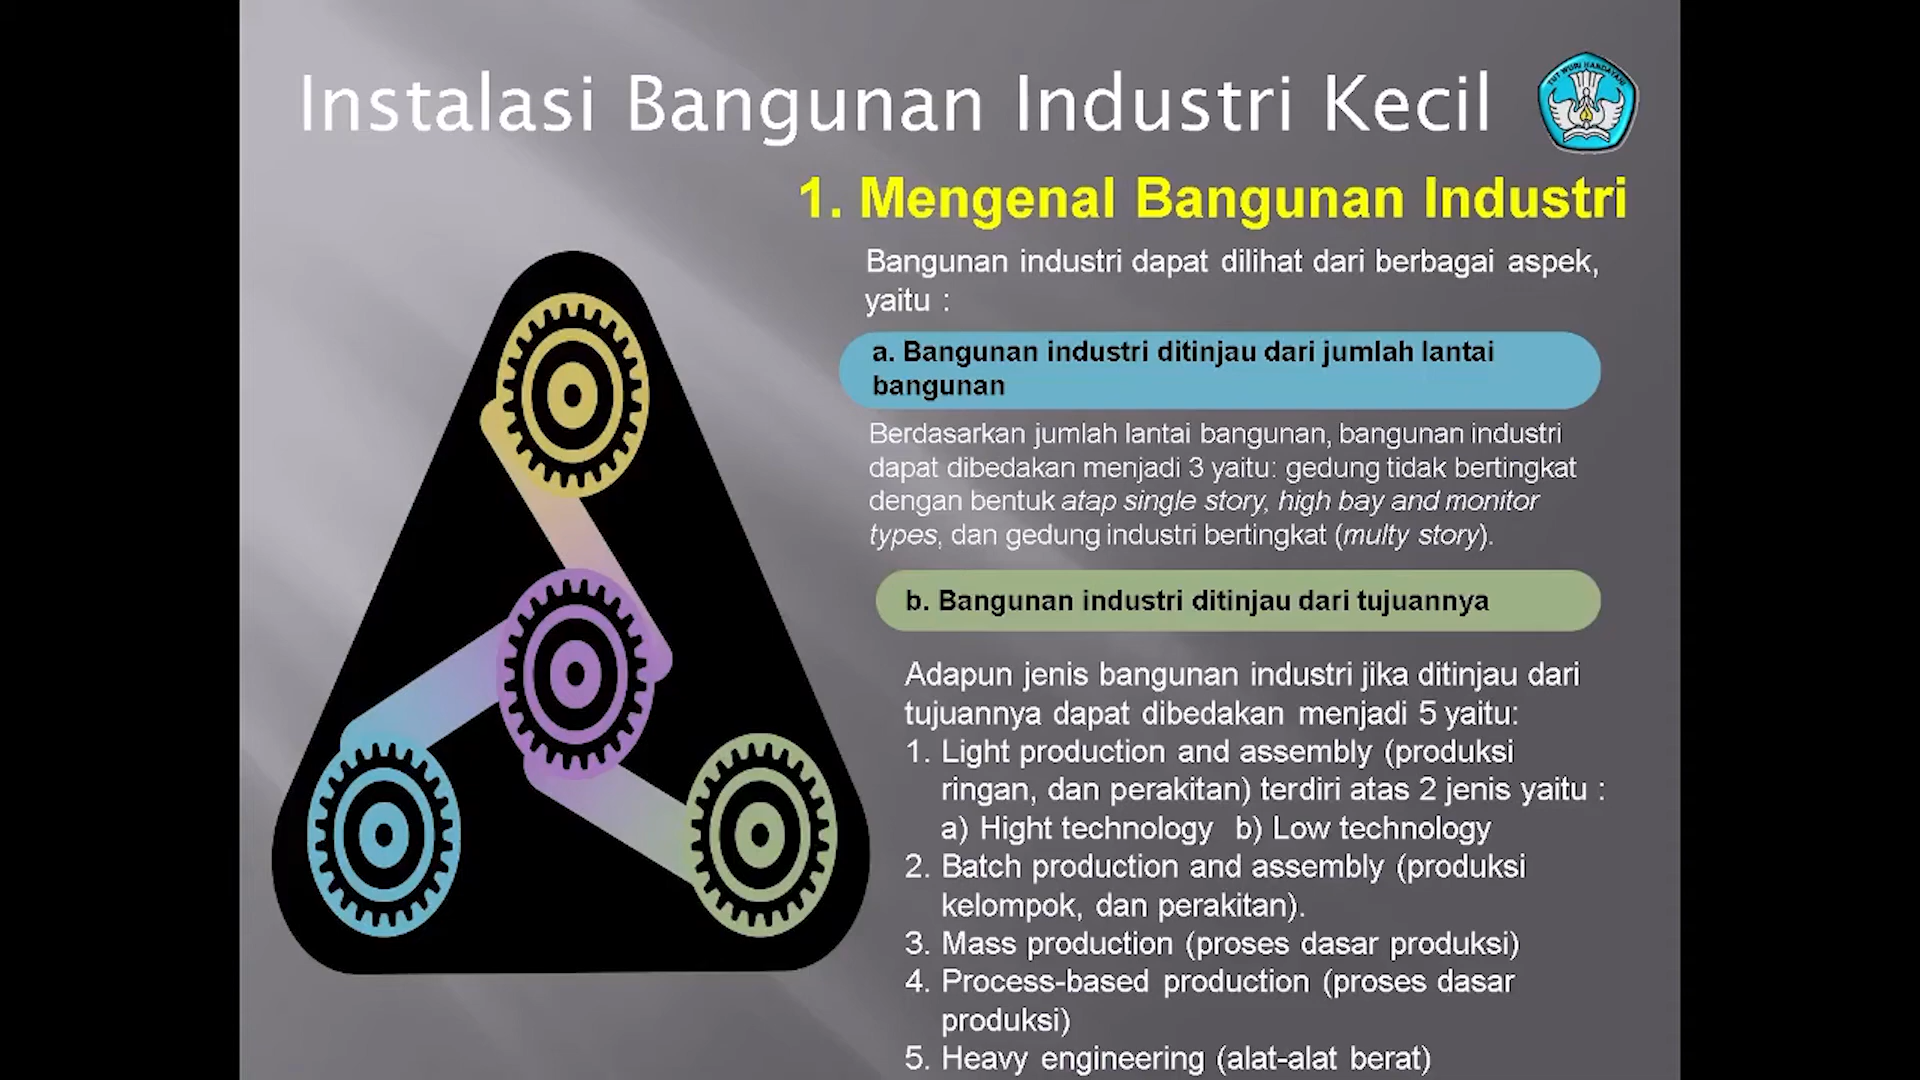 Instalasi Bangunan Industri Kecil
TUT WURI HANDAYANI
1. Mengenal Bangunan Industri
Bangunan industri dapat dilihat dari berbagai aspek,
yaitu :
a. Bangunan industri ditinjau dari jumlah lantai
bangunan
Berdasarkan jumlah lantai bangunan, bangunan industri
dapat dibedakan menjadi 3 yaitu: gedung tidak bertingkat
dengan bentuk atap single story, high bay and monitor
types, dan gedung industri bertingkat (multy story).
b. Bangunan industri ditinjau dari tujuannya
Adapun jenis bangunan industri jika ditinjau dari
tujuannya dapat dibedakan menjadi 5 yaitu:
1. Light production and assembly (produksi
ringan, dan perakitan) terdiri atas 2 jenis yaitu :
a) Hight technology b) Low technology
2. Batch production and assembly (produksi
kelompok, dan perakitan).
3. Mass production (proses dasar produksi)
4. Process-based production (proses dasar
produksi)
5. Heavy engineering (alat-alat berat)